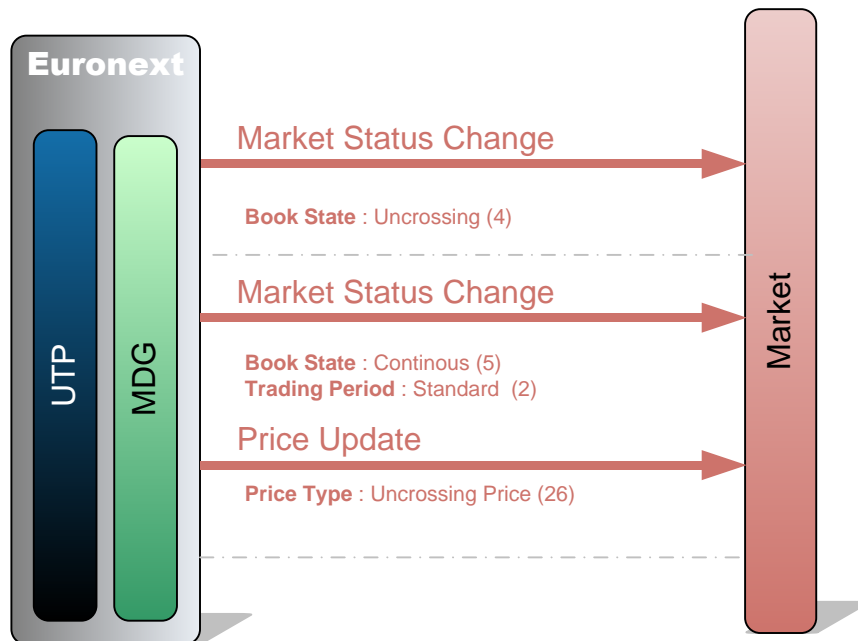 Euronext
Market Status Change
Book State : Uncrossing (4)
Market Status Change
Book State : Continous (5)
Trading Period : Standard (2)
Price Update
Price Type : Uncrossing Price (26)
UTP
MDG
Market